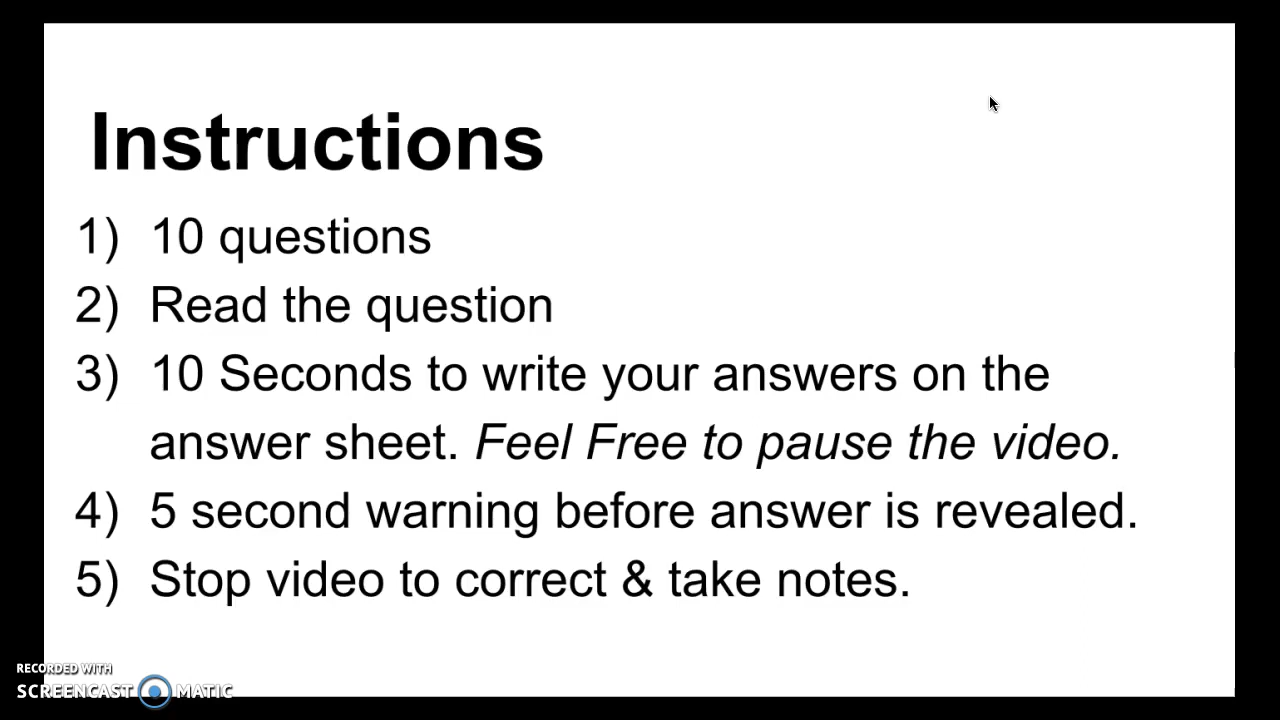 Instructions
1) 10 questions
2) Read the question
3) 10 Seconds to write your answers on the
answer sheet. Feel Free to pause the video.
4) 5 second warning before answer is revealed.
5) Stop video to correct & take notes.
RECORDED WITH
SCREENCAST MATIC